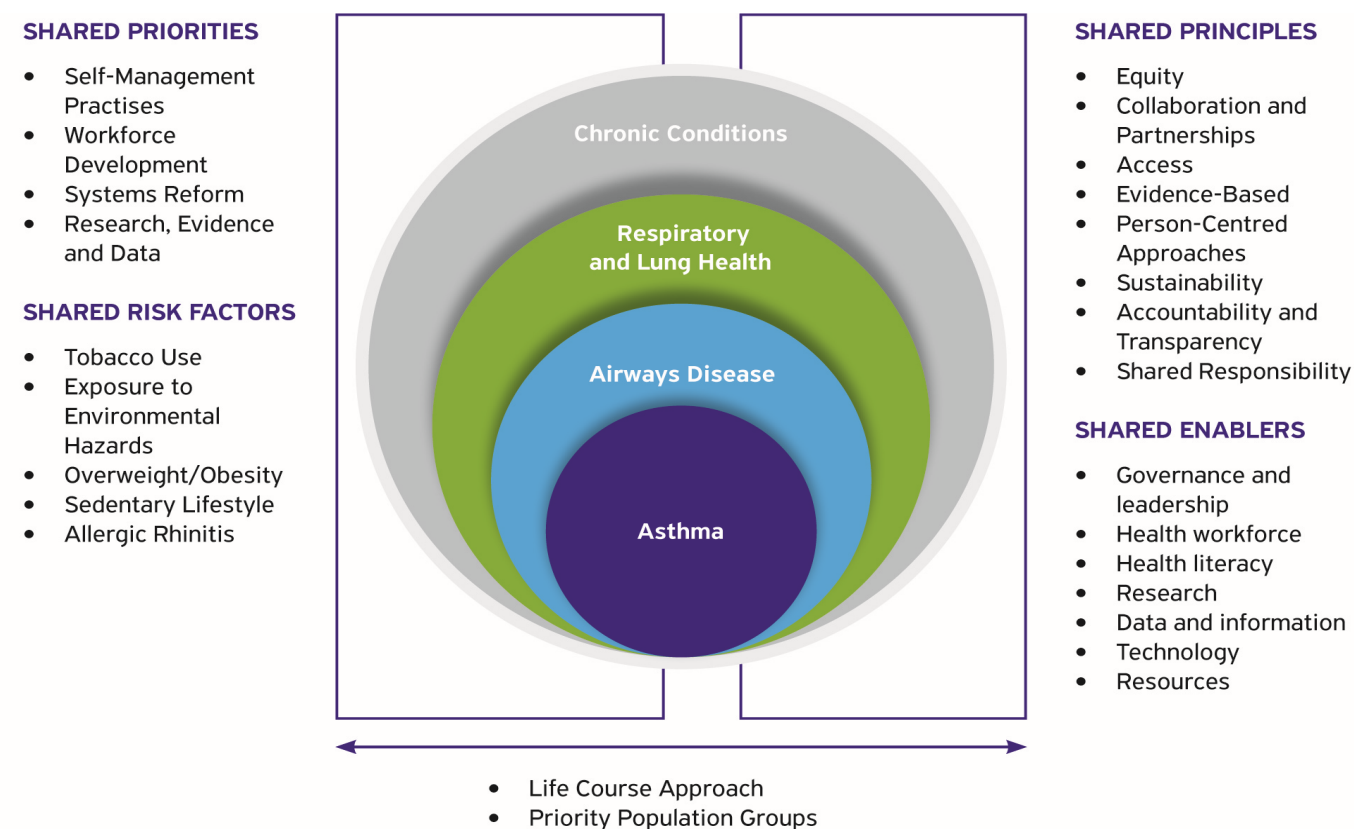 SHARED PRIORITIES
• Self-Management
Practises
• Workforce
Development
• Systems Reform
• Research, Evidence
and Data
SHARED RISK FACTORS
• Tobacco Use
• Exposure to
Environmental
Hazards
• Overweight/Obesity
• Sedentary Lifestyle
• Allergic Rhinitis
Chronic Conditions
Respiratory
and Lung Health
Airways Disease
Asthma
• Life Course Approach
• Priority Population Groups
SHARED PRINCIPLES
• Equity
• Collaboration and
Partnerships
• Access
• Evidence-Based
• Person-Centred
Approaches
• Sustainability
• Accountability and
Transparency
• Shared Responsibility
SHARED ENABLERS
• Governance and
leadership
• Health workforce
• Health literacy
• Research
• Data and information
• Technology
• Resources